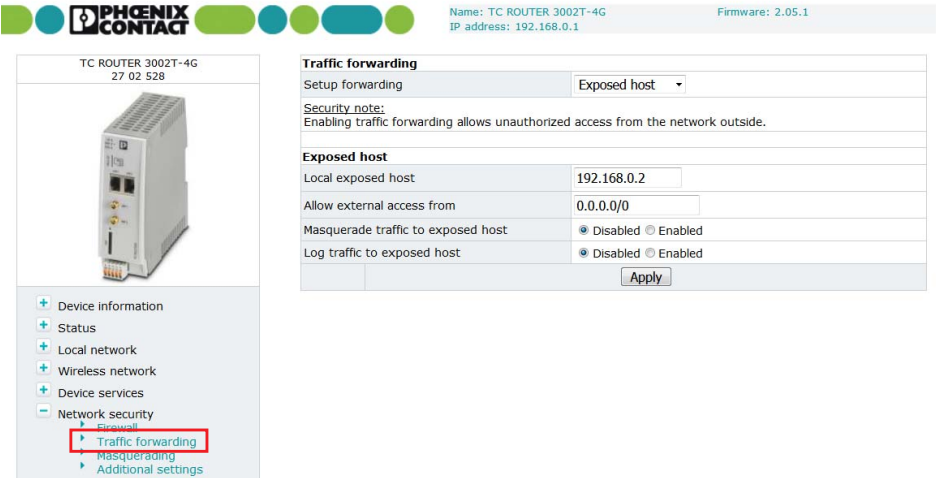 PHŒNIX
CONTACT
Name: TC ROUTER 3002T-4G
Firmware: 2.05.1
IP address: 192.168.0.1
TC ROUTER 3002T-4G
27 02 528
Device information
Status
Local network
Wireless network
Device services
Network security
Firewall
Traffic forwarding
Masquerading
Additional settings
Traffic forwarding
Setup forwarding Exposed host
Security note:
Enabling traffic forwarding allows unauthorized access from the network outside.
Exposed host
Local exposed host 192.168.0.2
Allow external access from 0.0.0.0/0
Masquerade traffic to exposed host Disabled Enabled
Log traffic to exposed host Disabled Enabled
Apply